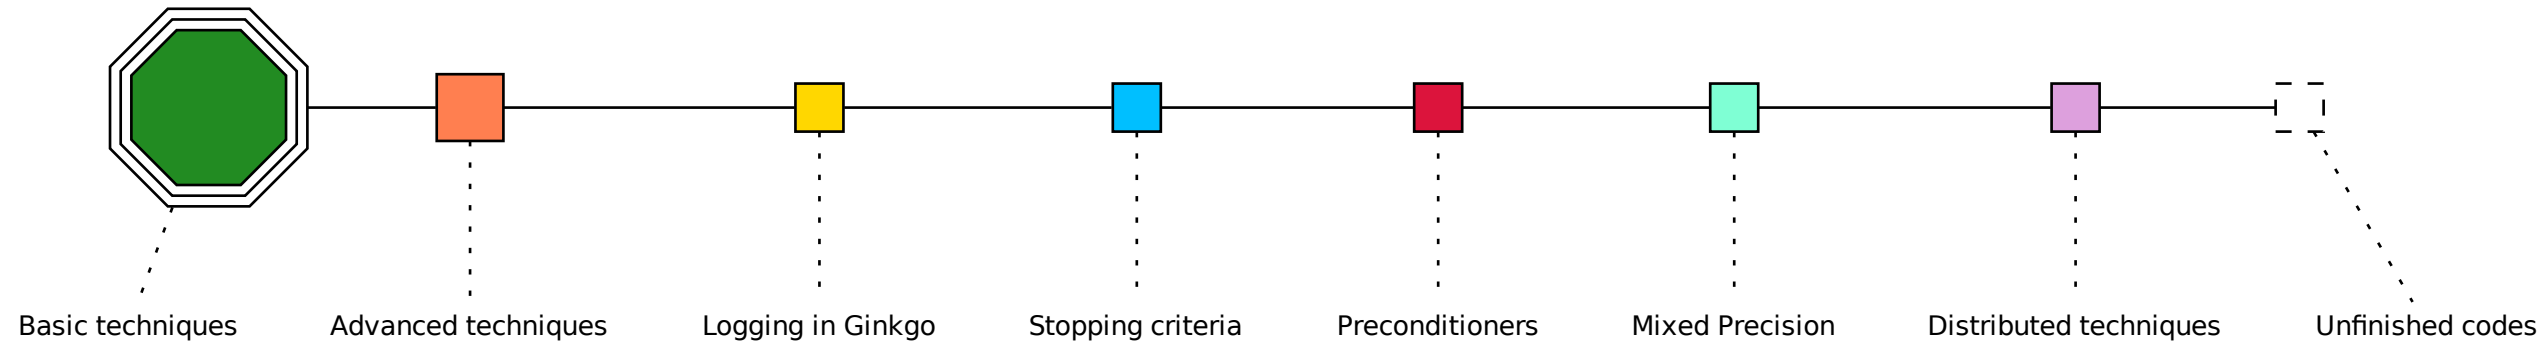 Basic techniques
Advanced techniques
Logging in Ginkgo
Stopping criteria
Preconditioners
Mixed Precision
Distributed techniques
Unfinished codes